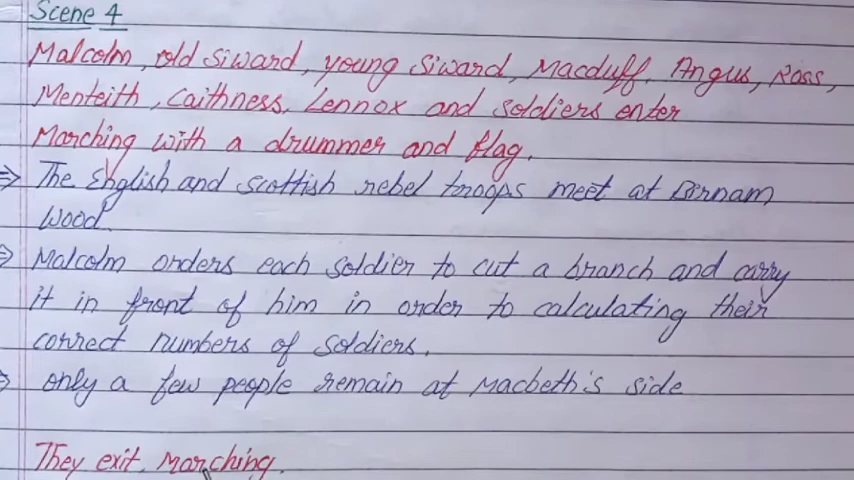 Scene 4
Malcolm, old Siward, young Siward, Macduff, Angus, Ross,
Menteith, Caithness, Lennox and soldiers enter
Marching with a drummer and flag.
⇒ The English and scottish rebel troops meet at Birnam
Wood.
⇒ Malcolm orders each soldier to cut a branch and carry
it in front of him in order to calculating their
correct numbers of soldiers.
⇒ only a few people remain at Macbeth's side
They exit, Marching.